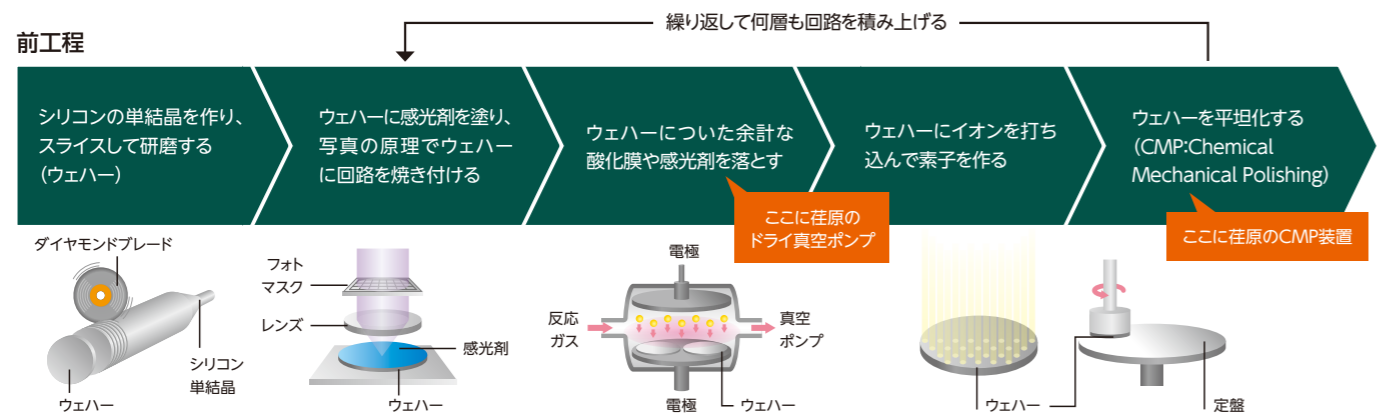 繰り返して何層も回路を積み上げる
前工程
シリコンの単結晶を作り、
スライスして研磨する
（ウェハー）
ウェハーに感光剤を塗り、
写真の原理でウェハー
に回路を焼き付ける
ウェハーについた余計な
酸化膜や感光剤を落とす
ウェハーにイオンを打ち
込んで素子を作る
ウェハーを平坦化する
（CMP:Chemical
Mechanical Polishing）
ここに荏原の
ドライ真空ポンプ
ここに荏原のCMP装置
ダイヤモンドブレード
シリコン
単結晶
ウェハー
フォト
マスク
レンズ
感光剤
ウェハー
電極
反応
ガス
真空
ポンプ
電極
ウェハー
ウェハー
定盤